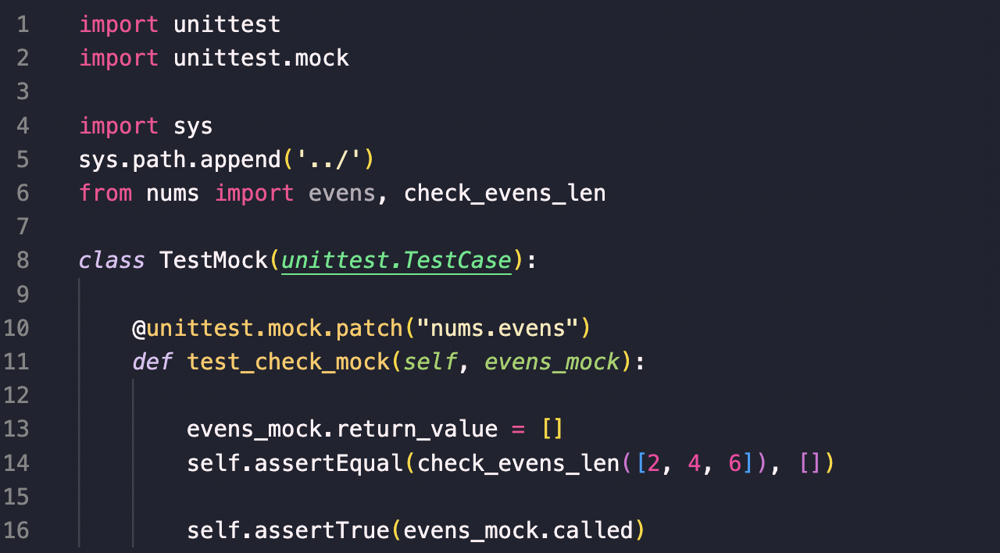 1 import unittest
2 import unittest.mock
3
4 import sys
5 sys.path.append('../')
6 from nums import evens, check_evens_len
7
8 class TestMock(unittest.TestCase):
9
10 @unittest.mock.patch("nums.evens")
11 def test_check_mock(self, evens_mock):
12
13 evens_mock.return_value = []
14 self.assertEqual(check_evens_len([2, 4, 6]), [])
15
16 self.assertTrue(evens_mock.called)